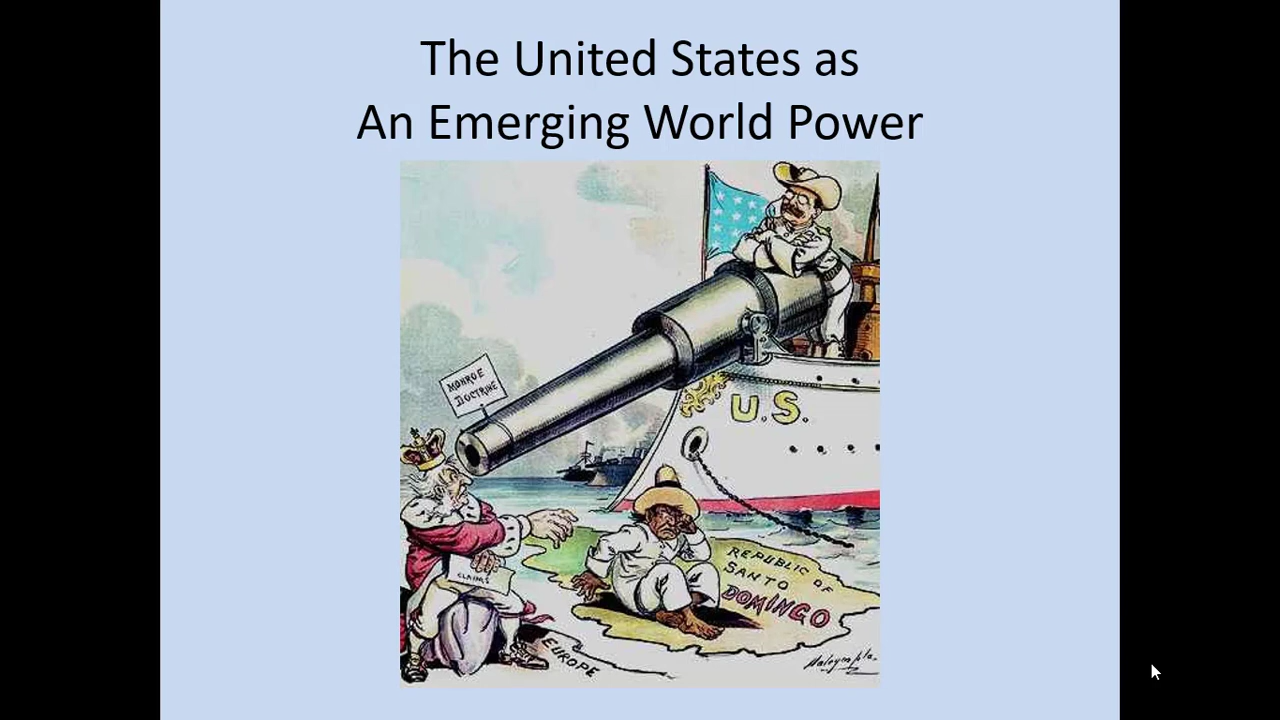 The United States as
An Emerging World Power
MONROE
DOCTRINE
U.S.
REPUBLIC OF
SANTO
DOMINGO
CLAIMS
EUROPE